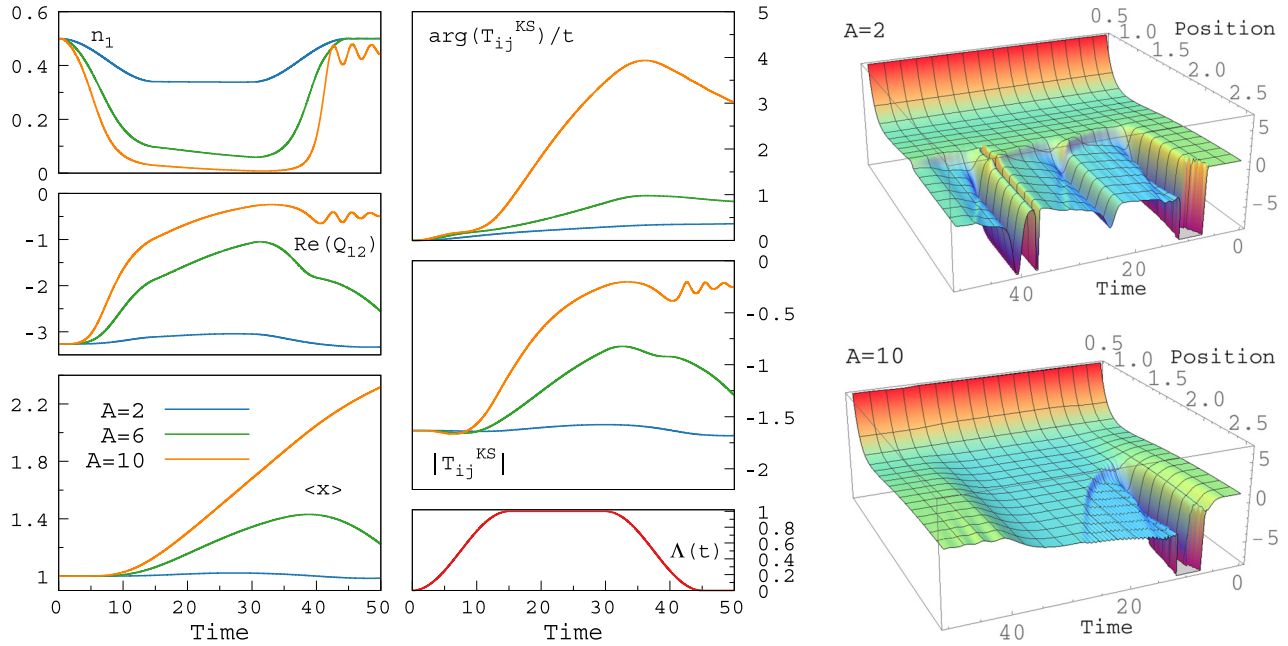 0.6
0.4
0.2
0
n1
0
-1
-2
-3
Re(Q12)
2.2
1.8
1.4
1
A=2
A=6
A=10
<x>
0 10 20 30 40 50
Time
arg(TijKS)/t
5
4
3
2
1
0
0
-0.5
-1
-1.5
-2
|TijKS|
Λ(t)
1
0.8
0.6
0.4
0.2
0
0 10 20 30 40 50
Time
A=2
0.5
1.0
1.5
2.0
2.5
Position
5
0
-5
0
20
40
Time
A=10
0.5
1.0
1.5
2.0
2.5
Position
5
0
-5
0
20
40
Time